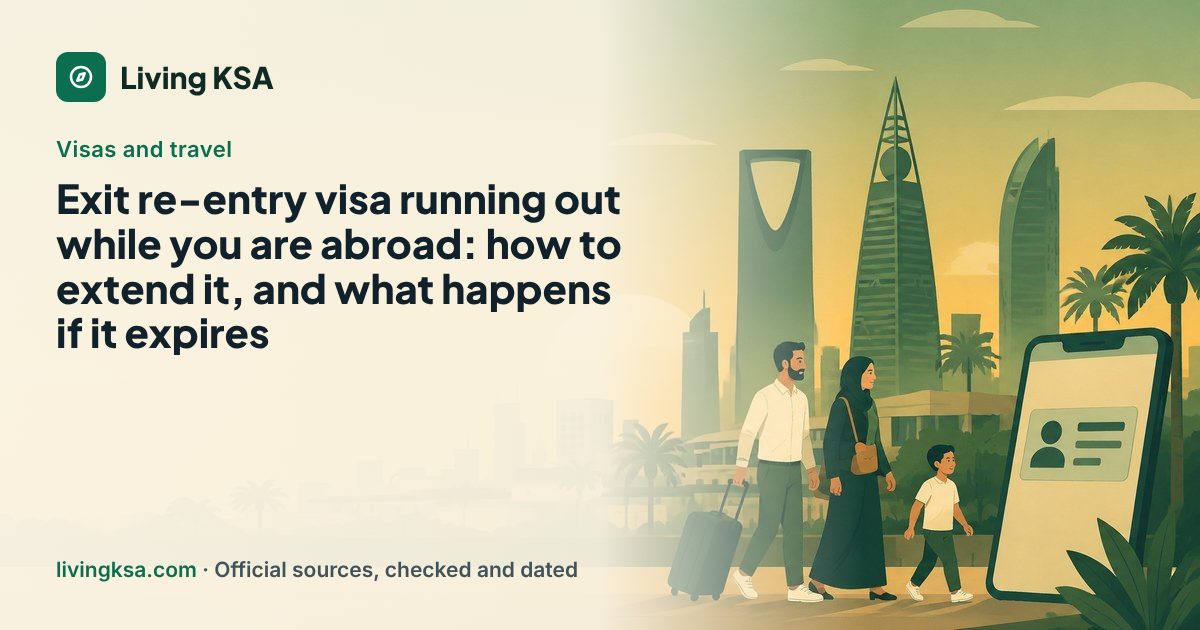 Living KSA
Visas and travel
Exit re-entry visa running out
while you are abroad: how to
extend it, and what happens
if it expires
livingksa.com · Official sources, checked and dated